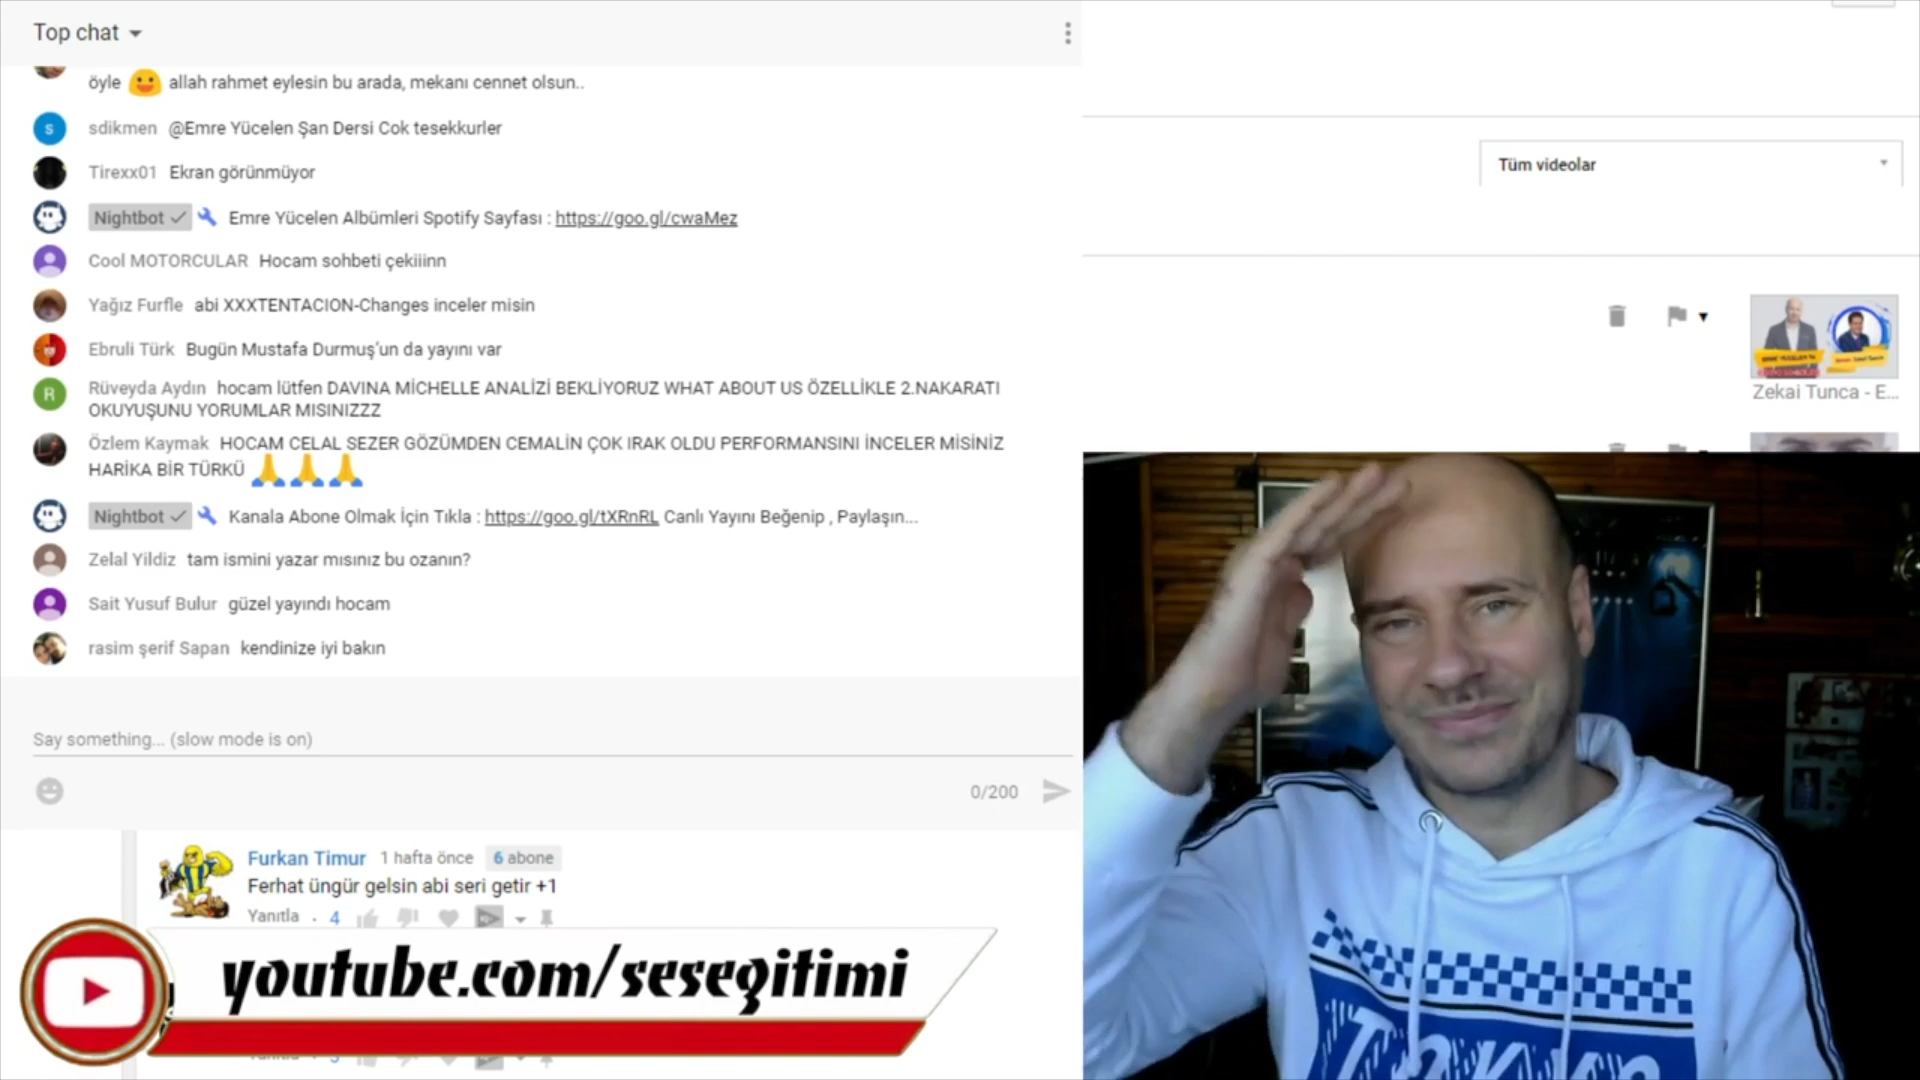 Top chat
öyle 😃 allah rahmet eylesin bu arada, mekanı cennet olsun..
sdikmen @Emre Yücelen Şan Dersi Cok tesekkurler
Tirexx01 Ekran görünmüyor
Nightbot Emre Yücelen Albümleri Spotify Sayfası : https://goo.gl/cwaMez
Cool MOTORCULAR Hocam sohbeti çekiiinn
Yağız Furfle abi XXXTENTACION-Changes inceler misin
Ebruli Türk Bugün Mustafa Durmuş'un da yayını var
R Rüveyda Aydın hocam lütfen DAVINA MİCHELLE ANALİZİ BEKLİYORUZ WHAT ABOUT US ÖZELLİKLE 2.NAKARATI
OKUYUŞUNU YORUMLAR MISINIZZZ
Özlem Kaymak HOCAM CELAL SEZER GÖZÜMDEN CEMALİN ÇOK IRAK OLDU PERFORMANSINI İNCELER MİSİNİZ
HARİKA BİR TÜRKÜ 🙏🙏🙏
Nightbot Kanala Abone Olmak İçin Tıkla : https://goo.gl/tXRnRL Canlı Yayını Beğenip , Paylaşın...
Zelal Yildiz tam ismini yazar mısınız bu ozanın?
Sait Yusuf Bulur güzel yayındı hocam
rasim şerif Sapan kendinize iyi bakın
Say something... (slow mode is on)
0/200
Furkan Timur 1 hafta önce 6 abone
Ferhat üngür gelsin abi seri getir +1
Yanıtla · 4
youtube.com/sesegitimi
Tüm videolar
Zekai Tunca - E...